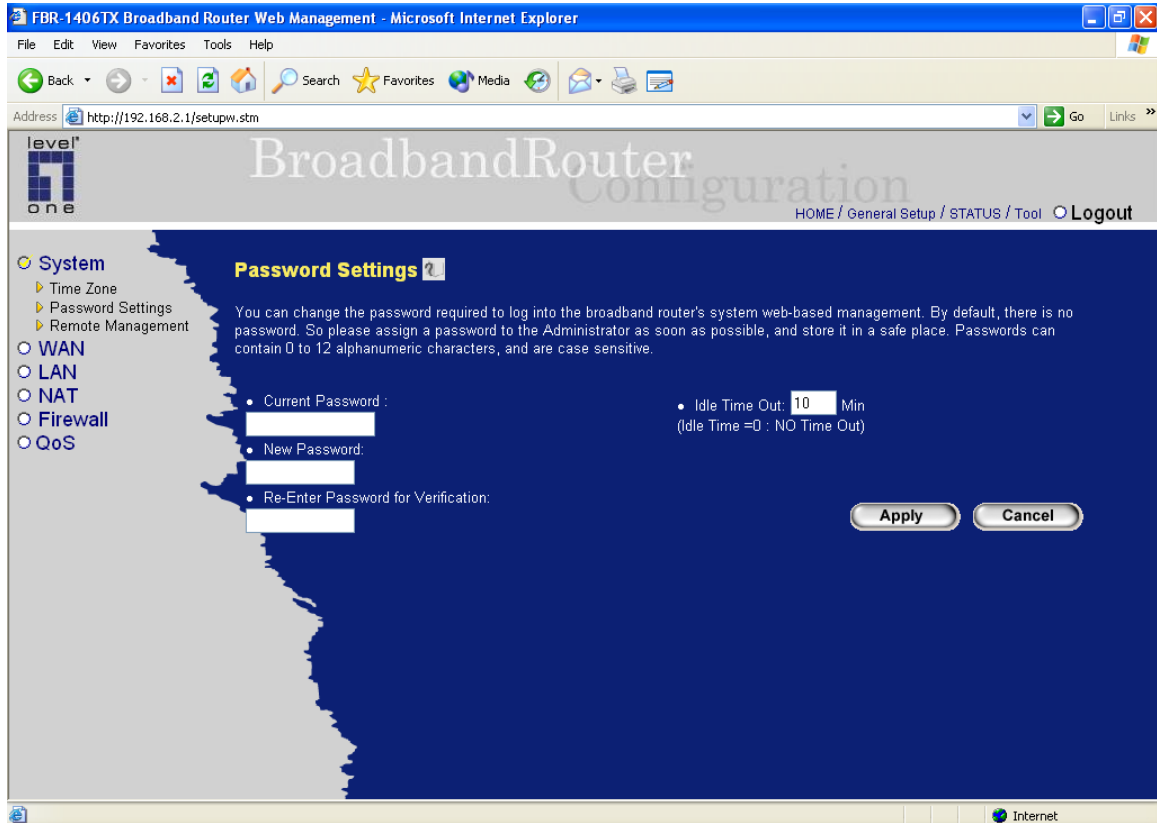 FBR-1406TX Broadband Router Web Management - Microsoft Internet Explorer
File Edit View Favorites Tools Help
Back Search Favorites Media
Address http://192.168.2.1/setupw.stm Go Links »
level one
BroadbandRouter
Configuration
HOME / General Setup / STATUS / Tool Logout
System
Time Zone
Password Settings
Remote Management
WAN
LAN
NAT
Firewall
QoS
Password Settings
You can change the password required to log into the broadband router's system web-based management. By default, there is no
password. So please assign a password to the Administrator as soon as possible, and store it in a safe place. Passwords can
contain 0 to 12 alphanumeric characters, and are case sensitive.
• Current Password :
• Idle Time Out: 10 Min
(Idle Time =0 : NO Time Out)
• New Password:
• Re-Enter Password for Verification:
Apply Cancel
Internet